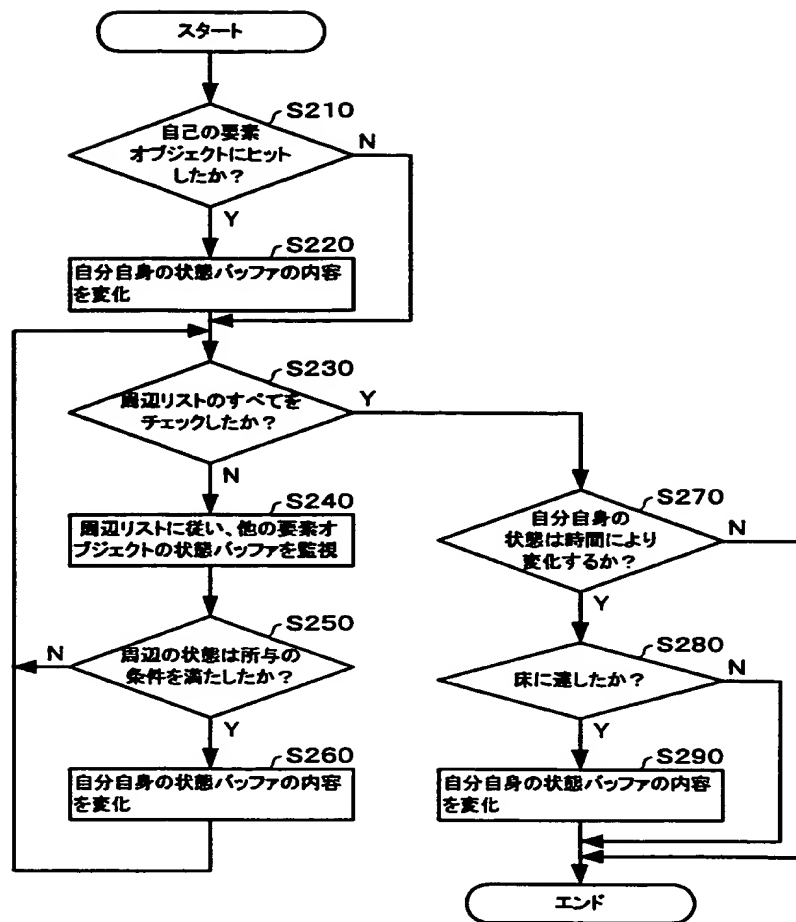 スタート
S210
自己の要素
オブジェクトにヒット
したか？
N
Y
S220
自分自身の状態バッファの内容
を変化
S230
周辺リストのすべてを
チェックしたか？
Y
N
S240
周辺リストに従い、他の要素オ
ブジェクトの状態バッファを監視
S250
周辺の状態は所与の
条件を満たしたか？
N
Y
S260
自分自身の状態バッファの内容
を変化
S270
自分自身の
状態は時間により
変化するか？
N
Y
S280
床に達したか？
N
Y
S290
自分自身の状態バッファの内容
を変化
エンド